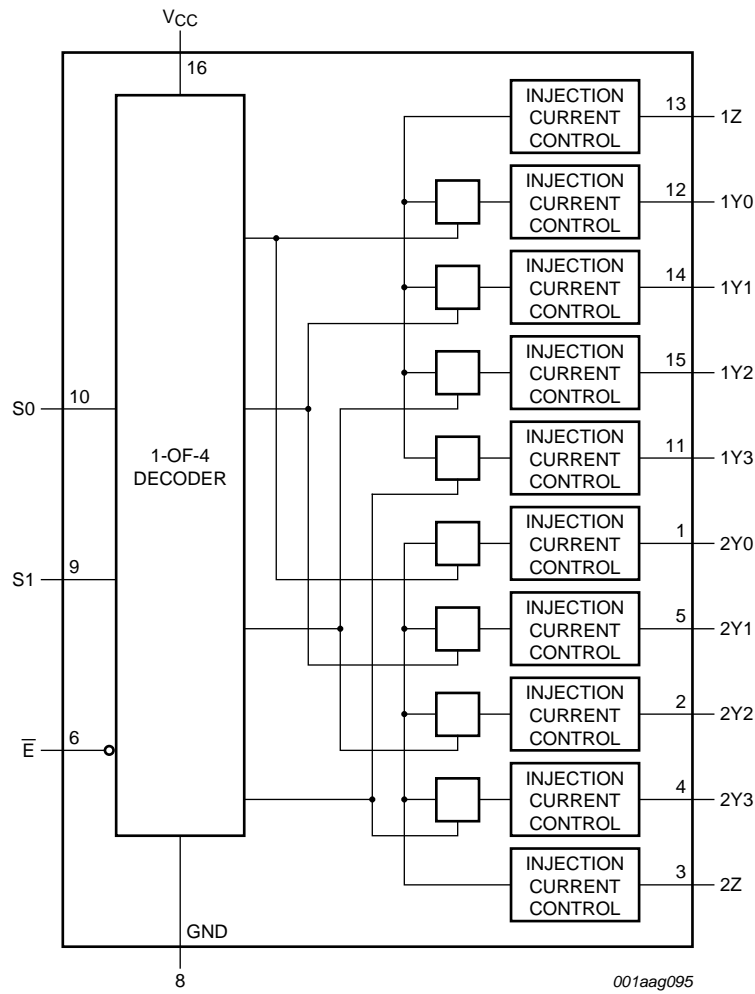 VCC
16
INJECTION
CURRENT
CONTROL
13
1Z
INJECTION
CURRENT
CONTROL
12
1Y0
INJECTION
CURRENT
CONTROL
14
1Y1
INJECTION
CURRENT
CONTROL
15
1Y2
S0
10
1-OF-4
DECODER
INJECTION
CURRENT
CONTROL
11
1Y3
INJECTION
CURRENT
CONTROL
1
2Y0
S1
9
INJECTION
CURRENT
CONTROL
5
2Y1
INJECTION
CURRENT
CONTROL
2
2Y2
E̅
6
INJECTION
CURRENT
CONTROL
4
2Y3
INJECTION
CURRENT
CONTROL
3
2Z
GND
8
001aag095